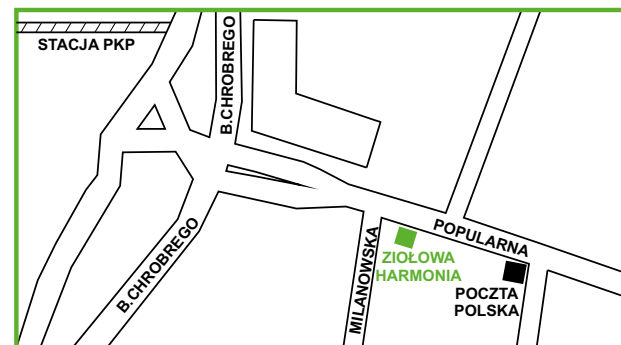 STACJA PKP
B.CHROBREGO
B.CHROBREGO
MILANOWSKA
POPULARNA
ZIOŁOWA
HARMONIA
POCZTA
POLSKA